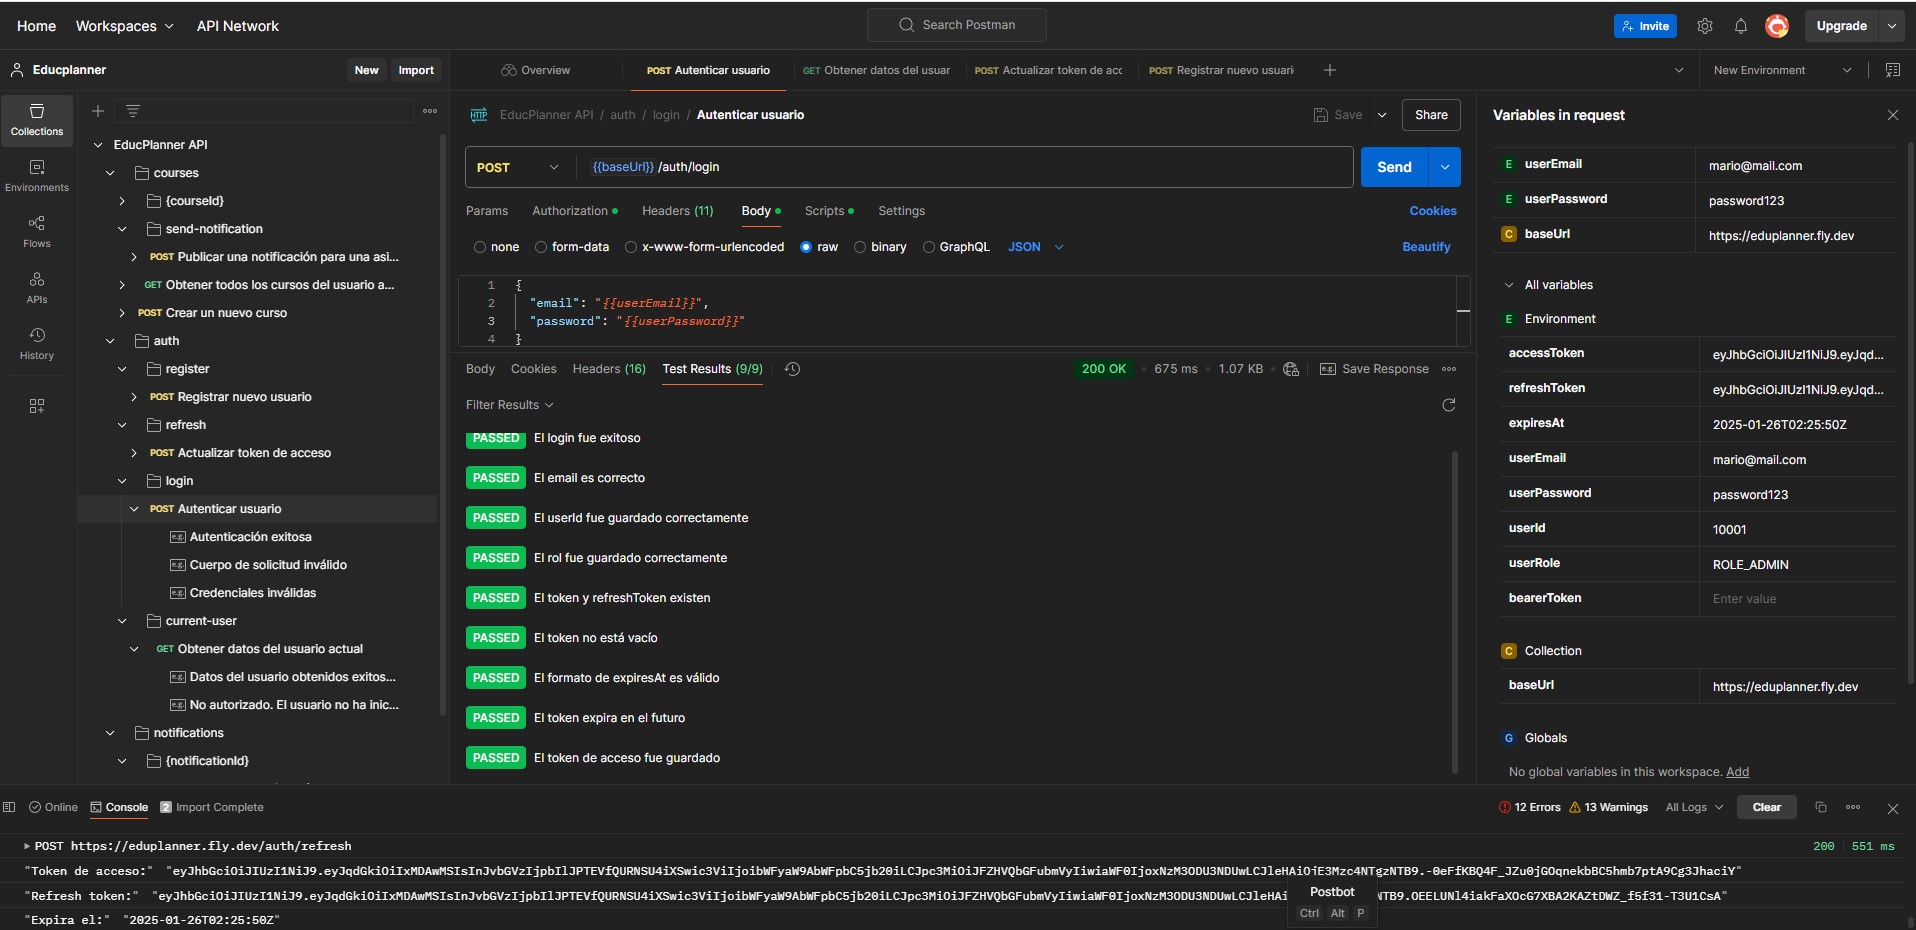 Home Workspaces API Network Search Postman Invite Upgrade
Educplanner New Import Overview POST Autenticar usuario GET Obtener datos del usuar POST Actualizar token de acc POST Registrar nuevo usuari New Environment
Collections
Environments
Flows
APIs
History
EducPlanner API
courses
{courseId}
send-notification
POST Publicar una notificación para una asi...
GET Obtener todos los cursos del usuario a...
POST Crear un nuevo curso
auth
register
POST Registrar nuevo usuario
refresh
POST Actualizar token de acceso
login
POST Autenticar usuario
e.g. Autenticación exitosa
e.g. Cuerpo de solicitud inválido
e.g. Credenciales inválidas
current-user
GET Obtener datos del usuario actual
e.g. Datos del usuario obtenidos exitos...
e.g. No autorizado. El usuario no ha inic...
notifications
{notificationId}
HTTP EducPlanner API / auth / login / Autenticar usuario Save Share
POST {{baseUrl}} /auth/login Send
Params Authorization Headers (11) Body Scripts Settings Cookies
none form-data x-www-form-urlencoded raw binary GraphQL JSON Beautify
1 {
2 "email": "{{userEmail}}",
3 "password": "{{userPassword}}"
4 }
Body Cookies Headers (16) Test Results (9/9) 200 OK 675 ms 1.07 KB e.g. Save Response
Filter Results
PASSED El login fue exitoso
PASSED El email es correcto
PASSED El userId fue guardado correctamente
PASSED El rol fue guardado correctamente
PASSED El token y refreshToken existen
PASSED El token no está vacío
PASSED El formato de expiresAt es válido
PASSED El token expira en el futuro
PASSED El token de acceso fue guardado
Variables in request
E userEmail mario@mail.com
E userPassword password123
C baseUrl https://eduplanner.fly.dev
All variables
E Environment
accessToken eyJhbGciOiJIUzI1NiJ9.eyJqd...
refreshToken eyJhbGciOiJIUzI1NiJ9.eyJqd...
expiresAt 2025-01-26T02:25:50Z
userEmail mario@mail.com
userPassword password123
userId 10001
userRole ROLE_ADMIN
bearerToken Enter value
C Collection
baseUrl https://eduplanner.fly.dev
G Globals
No global variables in this workspace. Add
Online Console 2 Import Complete 12 Errors 13 Warnings All Logs Clear
POST https://eduplanner.fly.dev/auth/refresh 200 551 ms
"Token de acceso:"
"Refresh token:"
"Expira el:" "2025-01-26T02:25:50Z"
Postbot
Ctrl Alt P